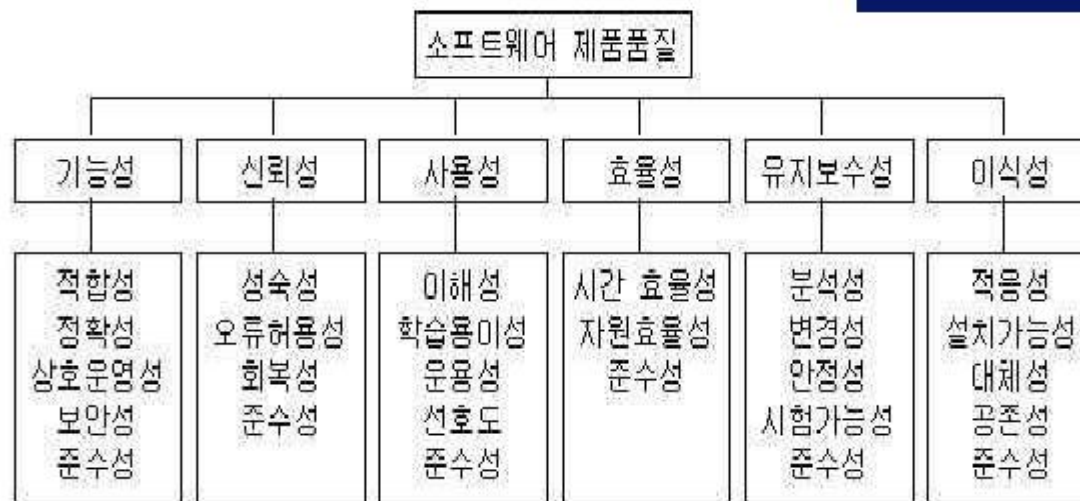 소프트웨어 제품품질
기능성
신뢰성
사용성
효율성
유지보수성
이식성
적합성
정확성
상호운영성
보안성
준수성
성숙성
오류허용성
회복성
준수성
이해성
학습용이성
운용성
선호도
준수성
시간 효율성
자원효율성
준수성
분석성
변경성
안정성
시험가능성
준수성
적응성
설치가능성
대체성
공존성
준수성